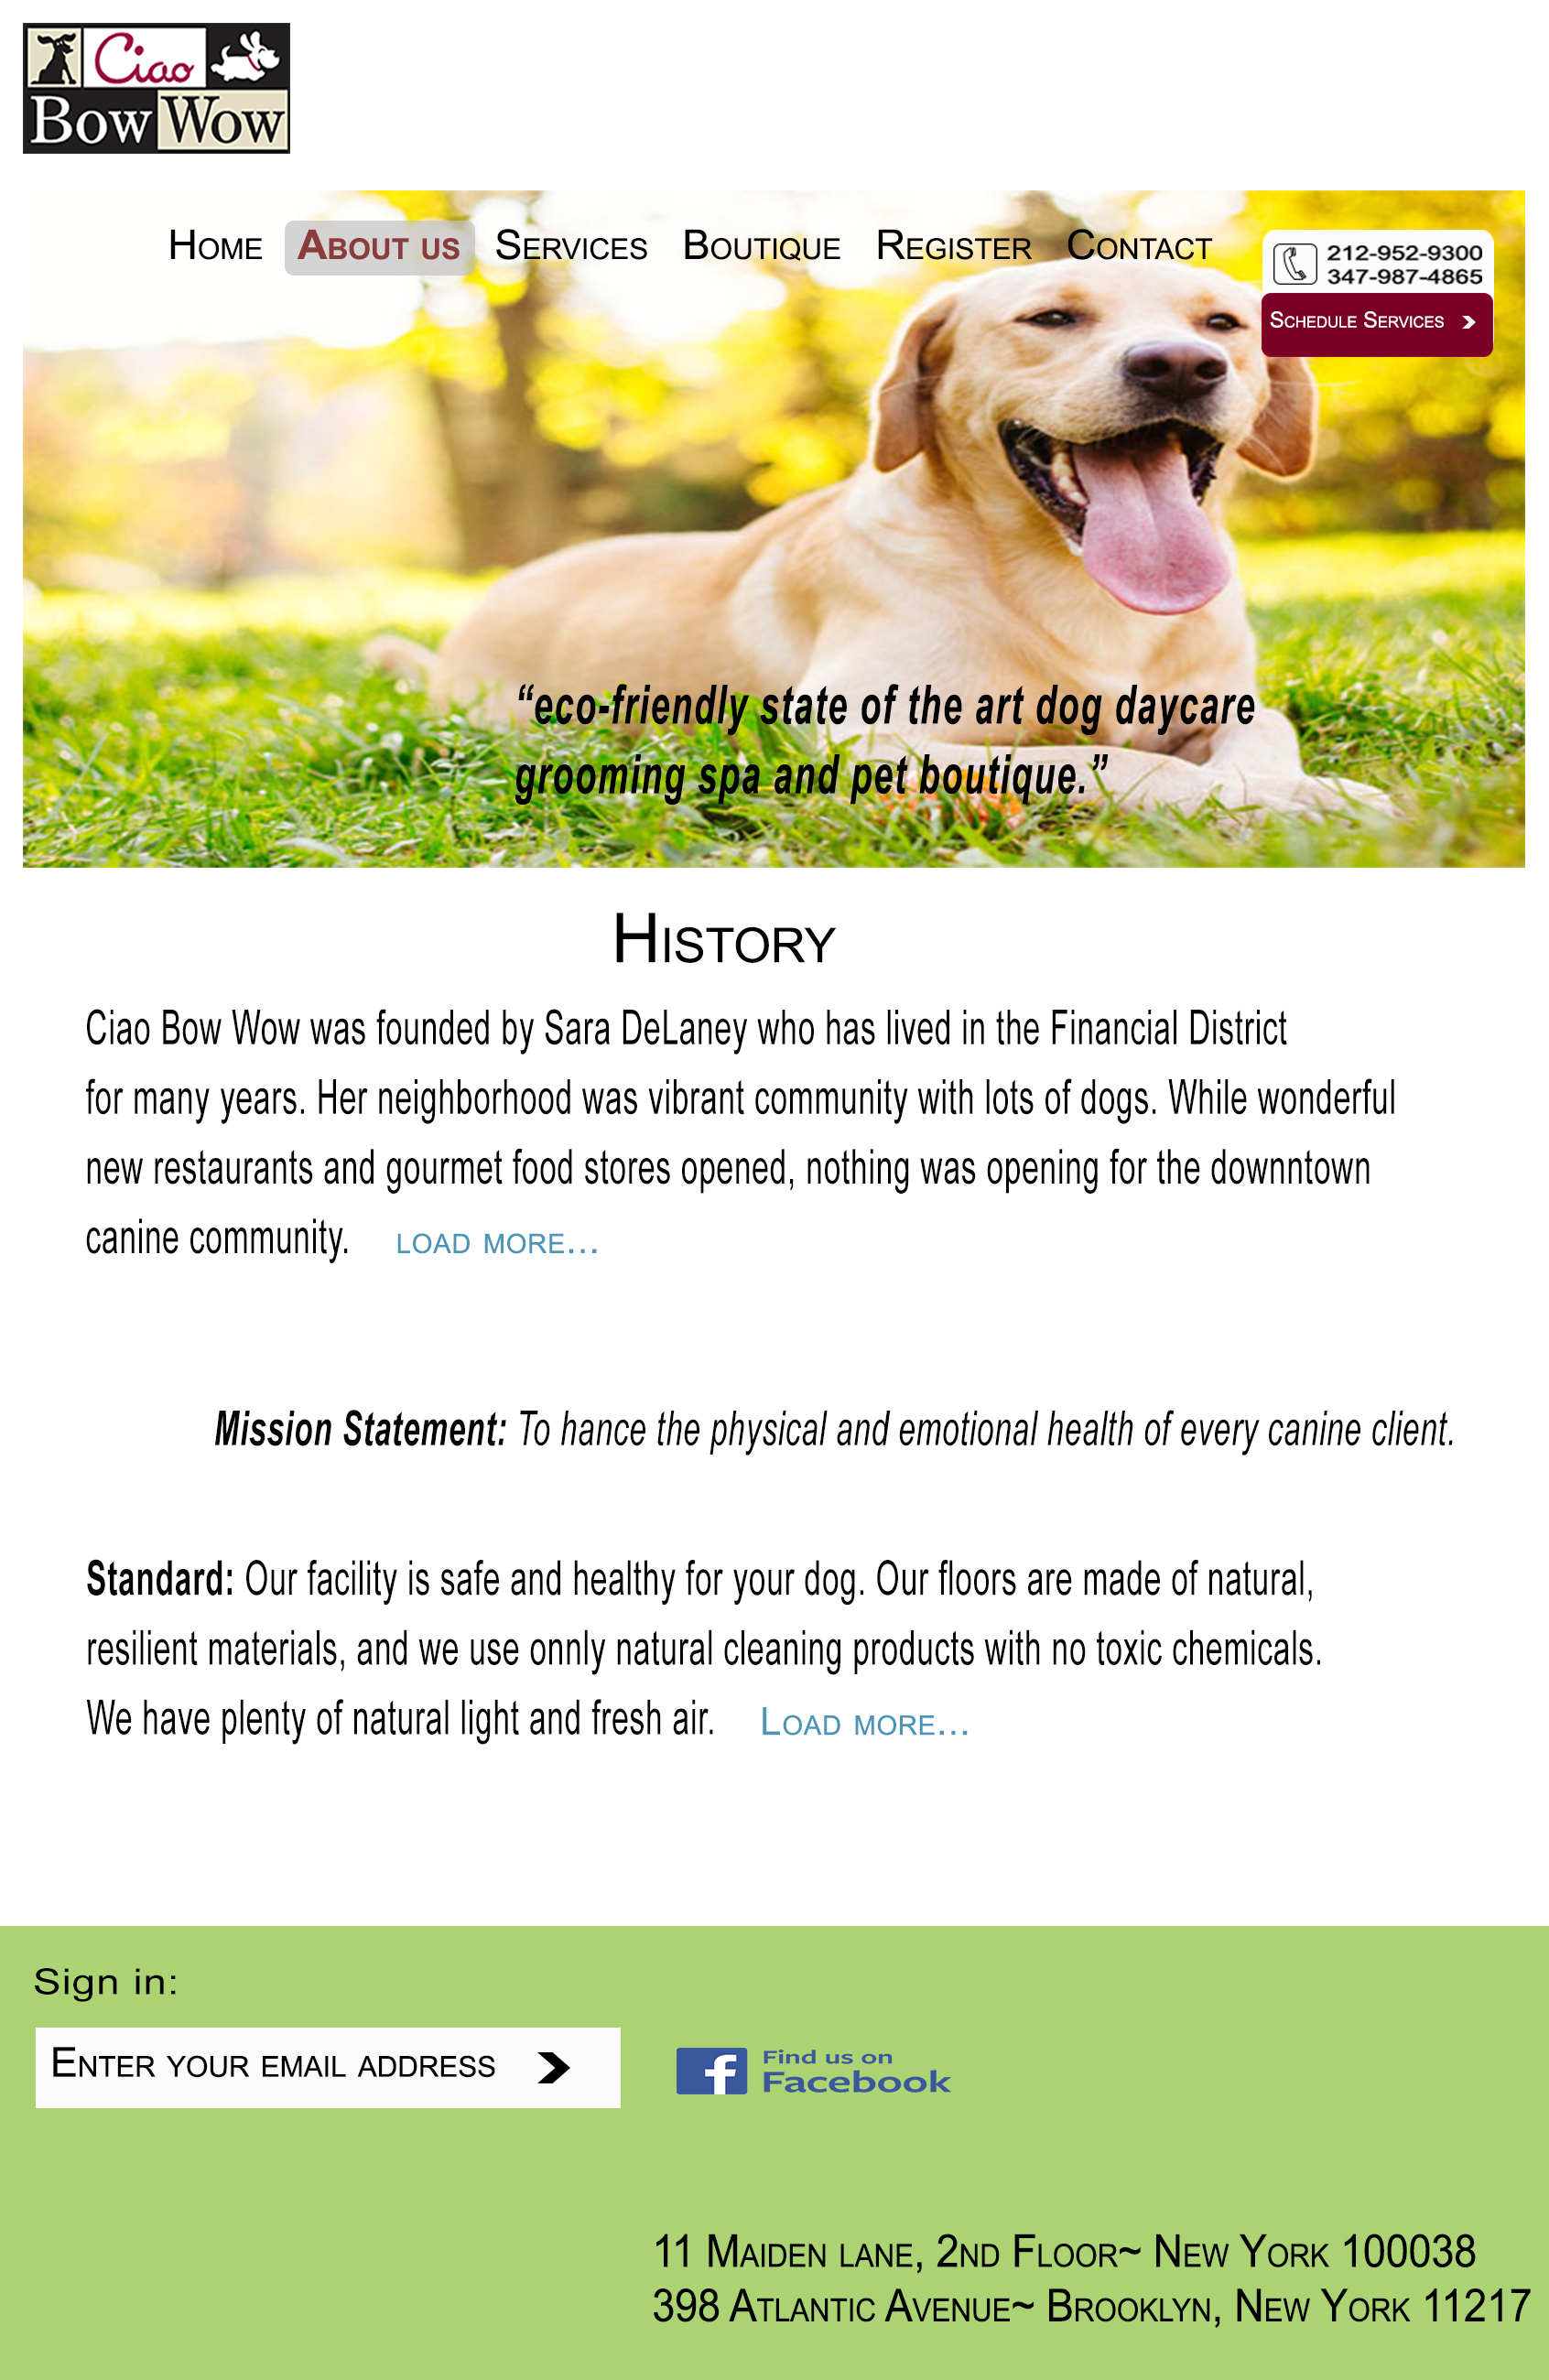 Ciao
Bow Wow
Home About us Services Boutique Register Contact
212-952-9300
347-987-4865
Schedule Services
“eco-friendly state of the art dog daycare
grooming spa and pet boutique.”
History
Ciao Bow Wow was founded by Sara DeLaney who has lived in the Financial District
for many years. Her neighborhood was vibrant community with lots of dogs. While wonderful
new restaurants and gourmet food stores opened, nothing was opening for the downntown
canine community. load more...
Mission Statement: To hance the physical and emotional health of every canine client.
Standard: Our facility is safe and healthy for your dog. Our floors are made of natural,
resilient materials, and we use onnly natural cleaning products with no toxic chemicals.
We have plenty of natural light and fresh air. Load more...
Sign in:
Enter your email address
f Find us on
Facebook
11 Maiden lane, 2nd Floor~ New York 100038
398 Atlantic Avenue~ Brooklyn, New York 11217